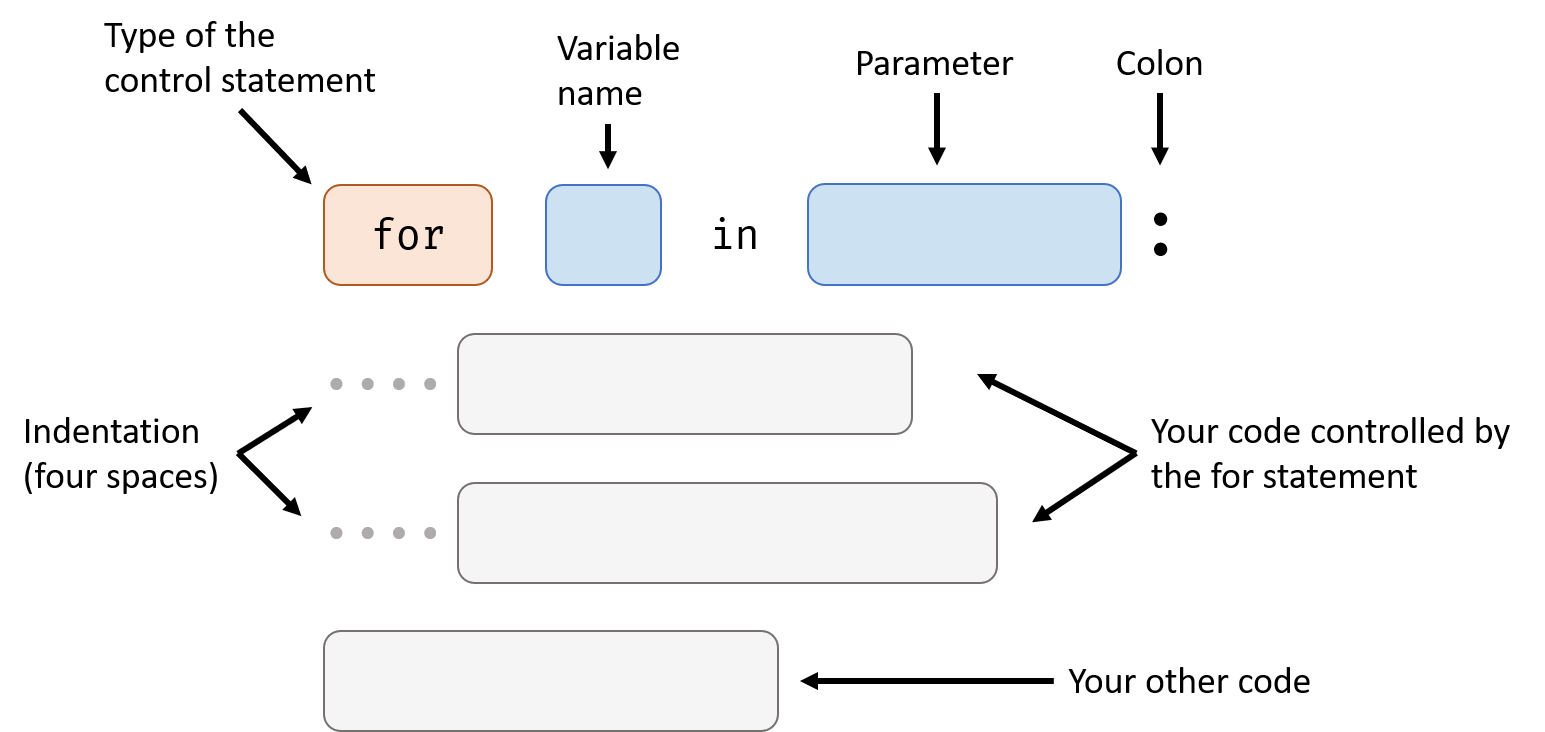 Type of the
control statement
Variable
name
Parameter
Colon
for in :
Indentation
(four spaces)
Your code controlled by
the for statement
Your other code